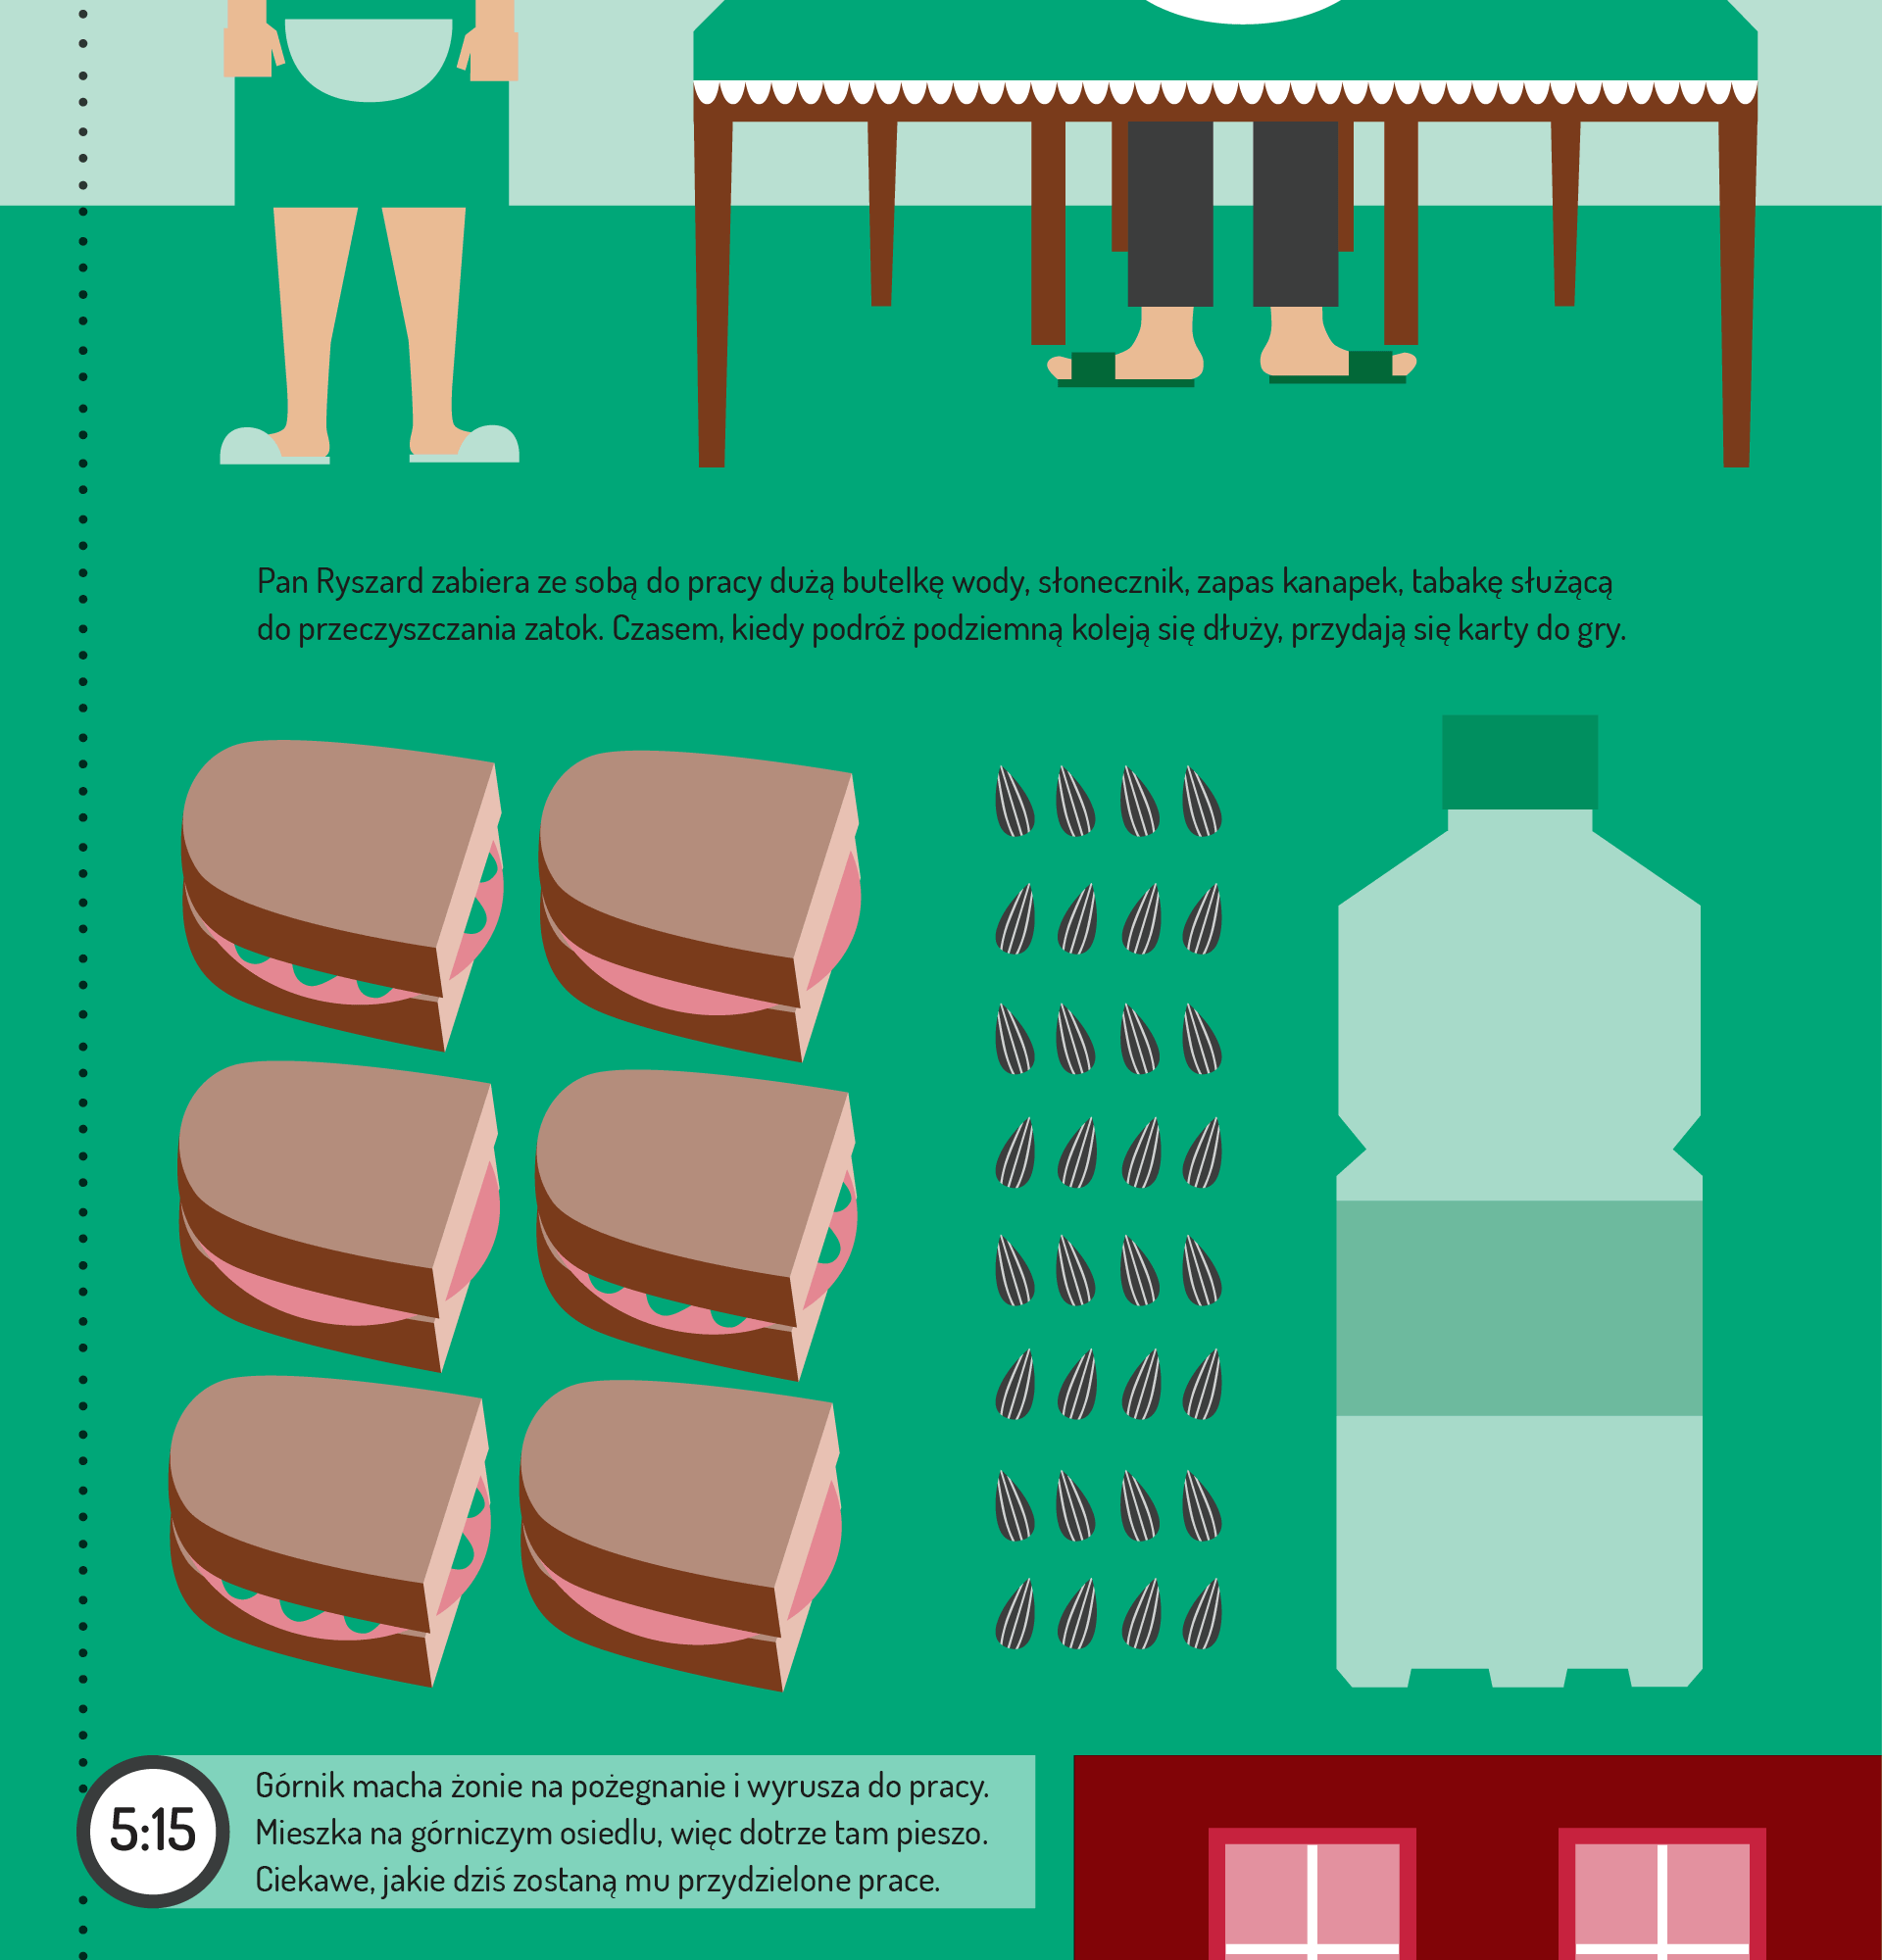 Pan Ryszard zabiera ze sobą do pracy dużą butelkę wody, słonecznik, zapas kanapek, tabakę służącą
do przeczyszczania zatok. Czasem, kiedy podróż podziemną koleją się dłuży, przydają się karty do gry.
5:15
Górnik macha żonie na pożegnanie i wyrusza do pracy.
Mieszka na górniczym osiedlu, więc dotrze tam pieszo.
Ciekawe, jakie dziś zostaną mu przydzielone prace.